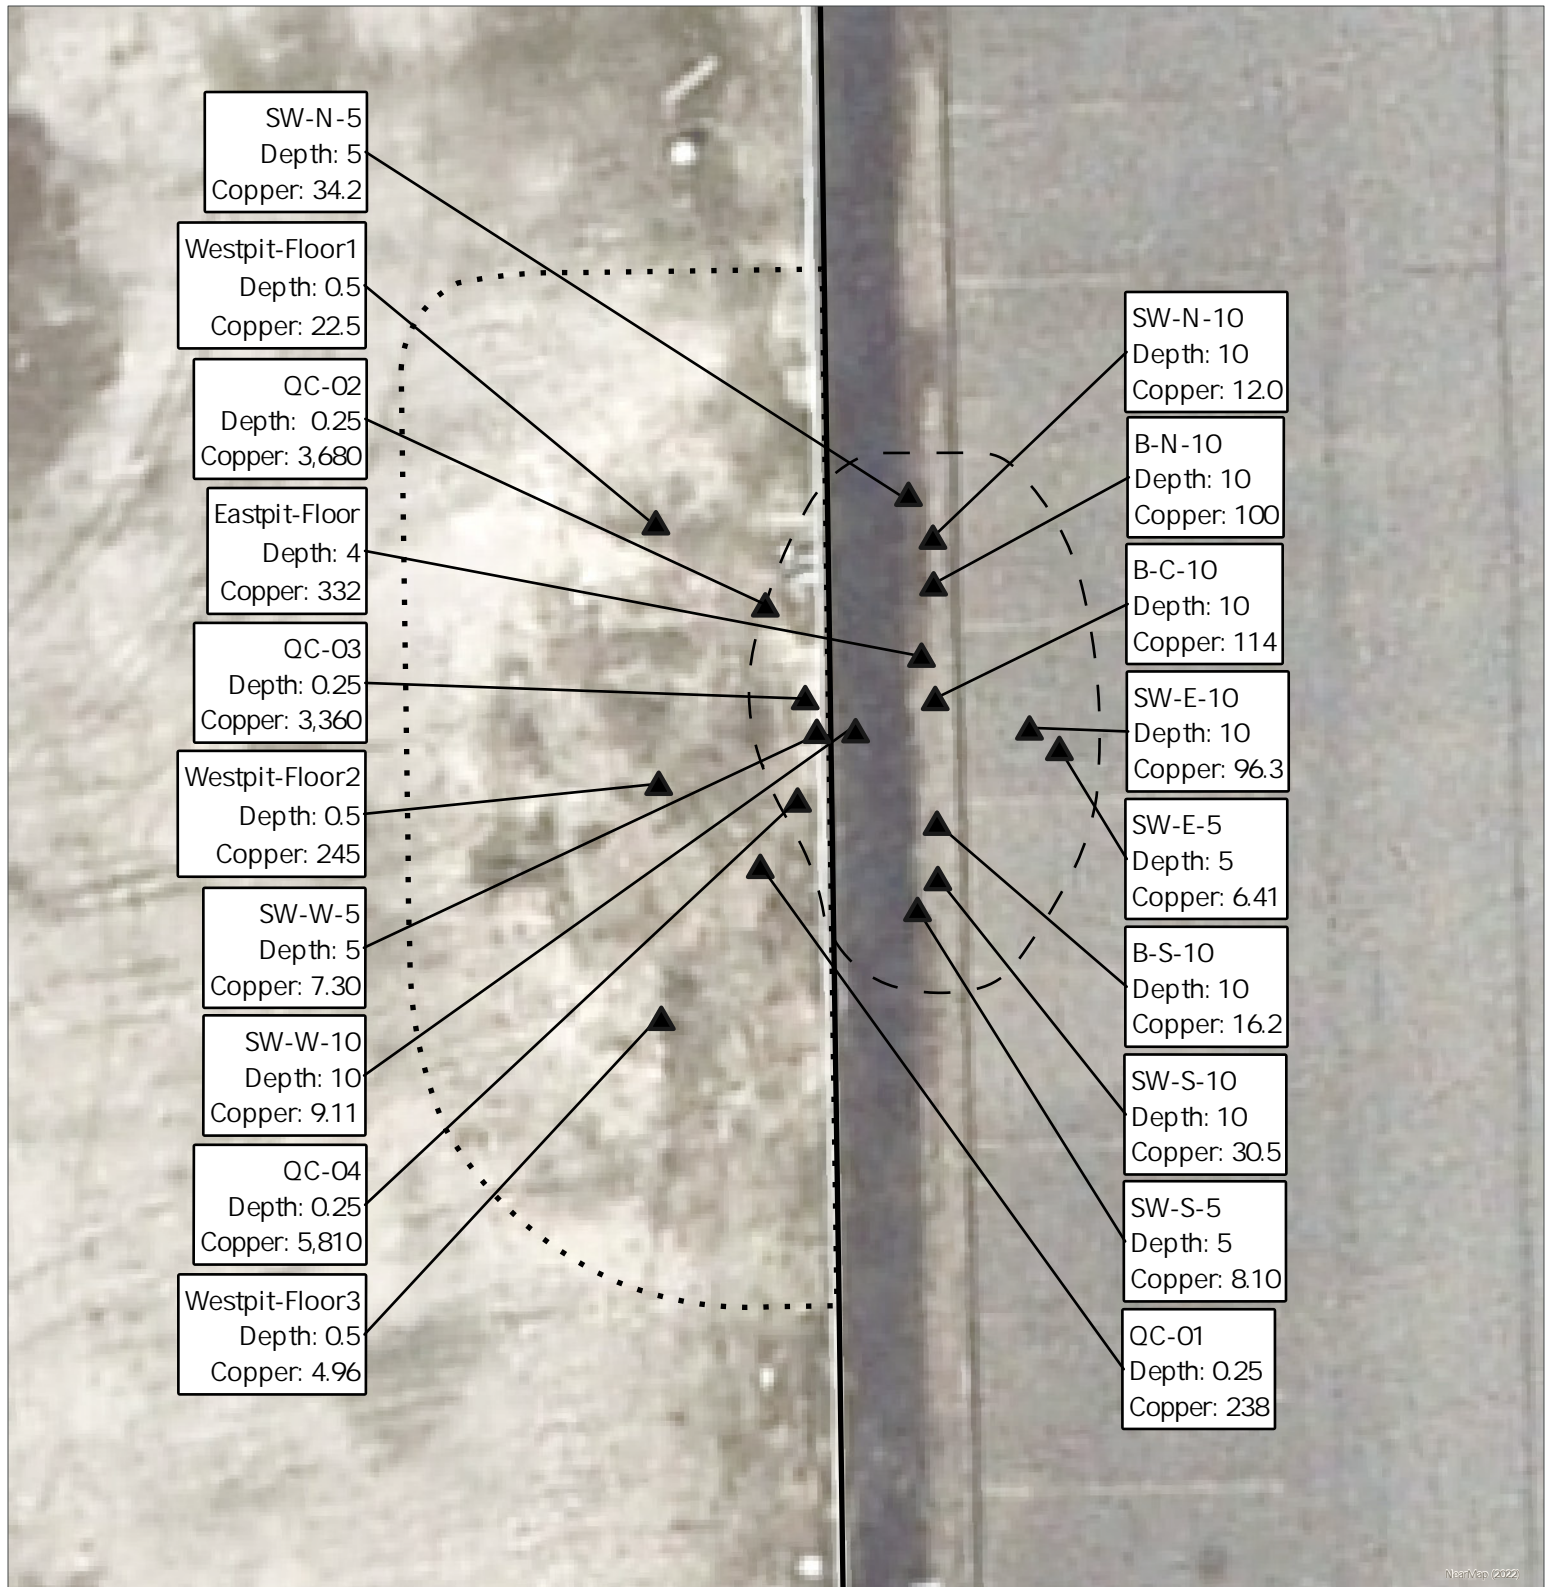 SW-N-5
Depth: 5
Copper: 34.2
Westpit-Floor1
Depth: 0.5
Copper: 22.5
QC-02
Depth: 0.25
Copper: 3,680
Eastpit-Floor
Depth: 4
Copper: 332
QC-03
Depth: 0.25
Copper: 3,360
Westpit-Floor2
Depth: 0.5
Copper: 245
SW-W-5
Depth: 5
Copper: 7.30
SW-W-10
Depth: 10
Copper: 9.11
QC-04
Depth: 0.25
Copper: 5,810
Westpit-Floor3
Depth: 0.5
Copper: 4.96
SW-N-10
Depth: 10
Copper: 12.0
B-N-10
Depth: 10
Copper: 100
B-C-10
Depth: 10
Copper: 114
SW-E-10
Depth: 10
Copper: 96.3
SW-E-5
Depth: 5
Copper: 6.41
B-S-10
Depth: 10
Copper: 16.2
SW-S-10
Depth: 10
Copper: 30.5
SW-S-5
Depth: 5
Copper: 8.10
QC-01
Depth: 0.25
Copper: 238
NearMap (2022)